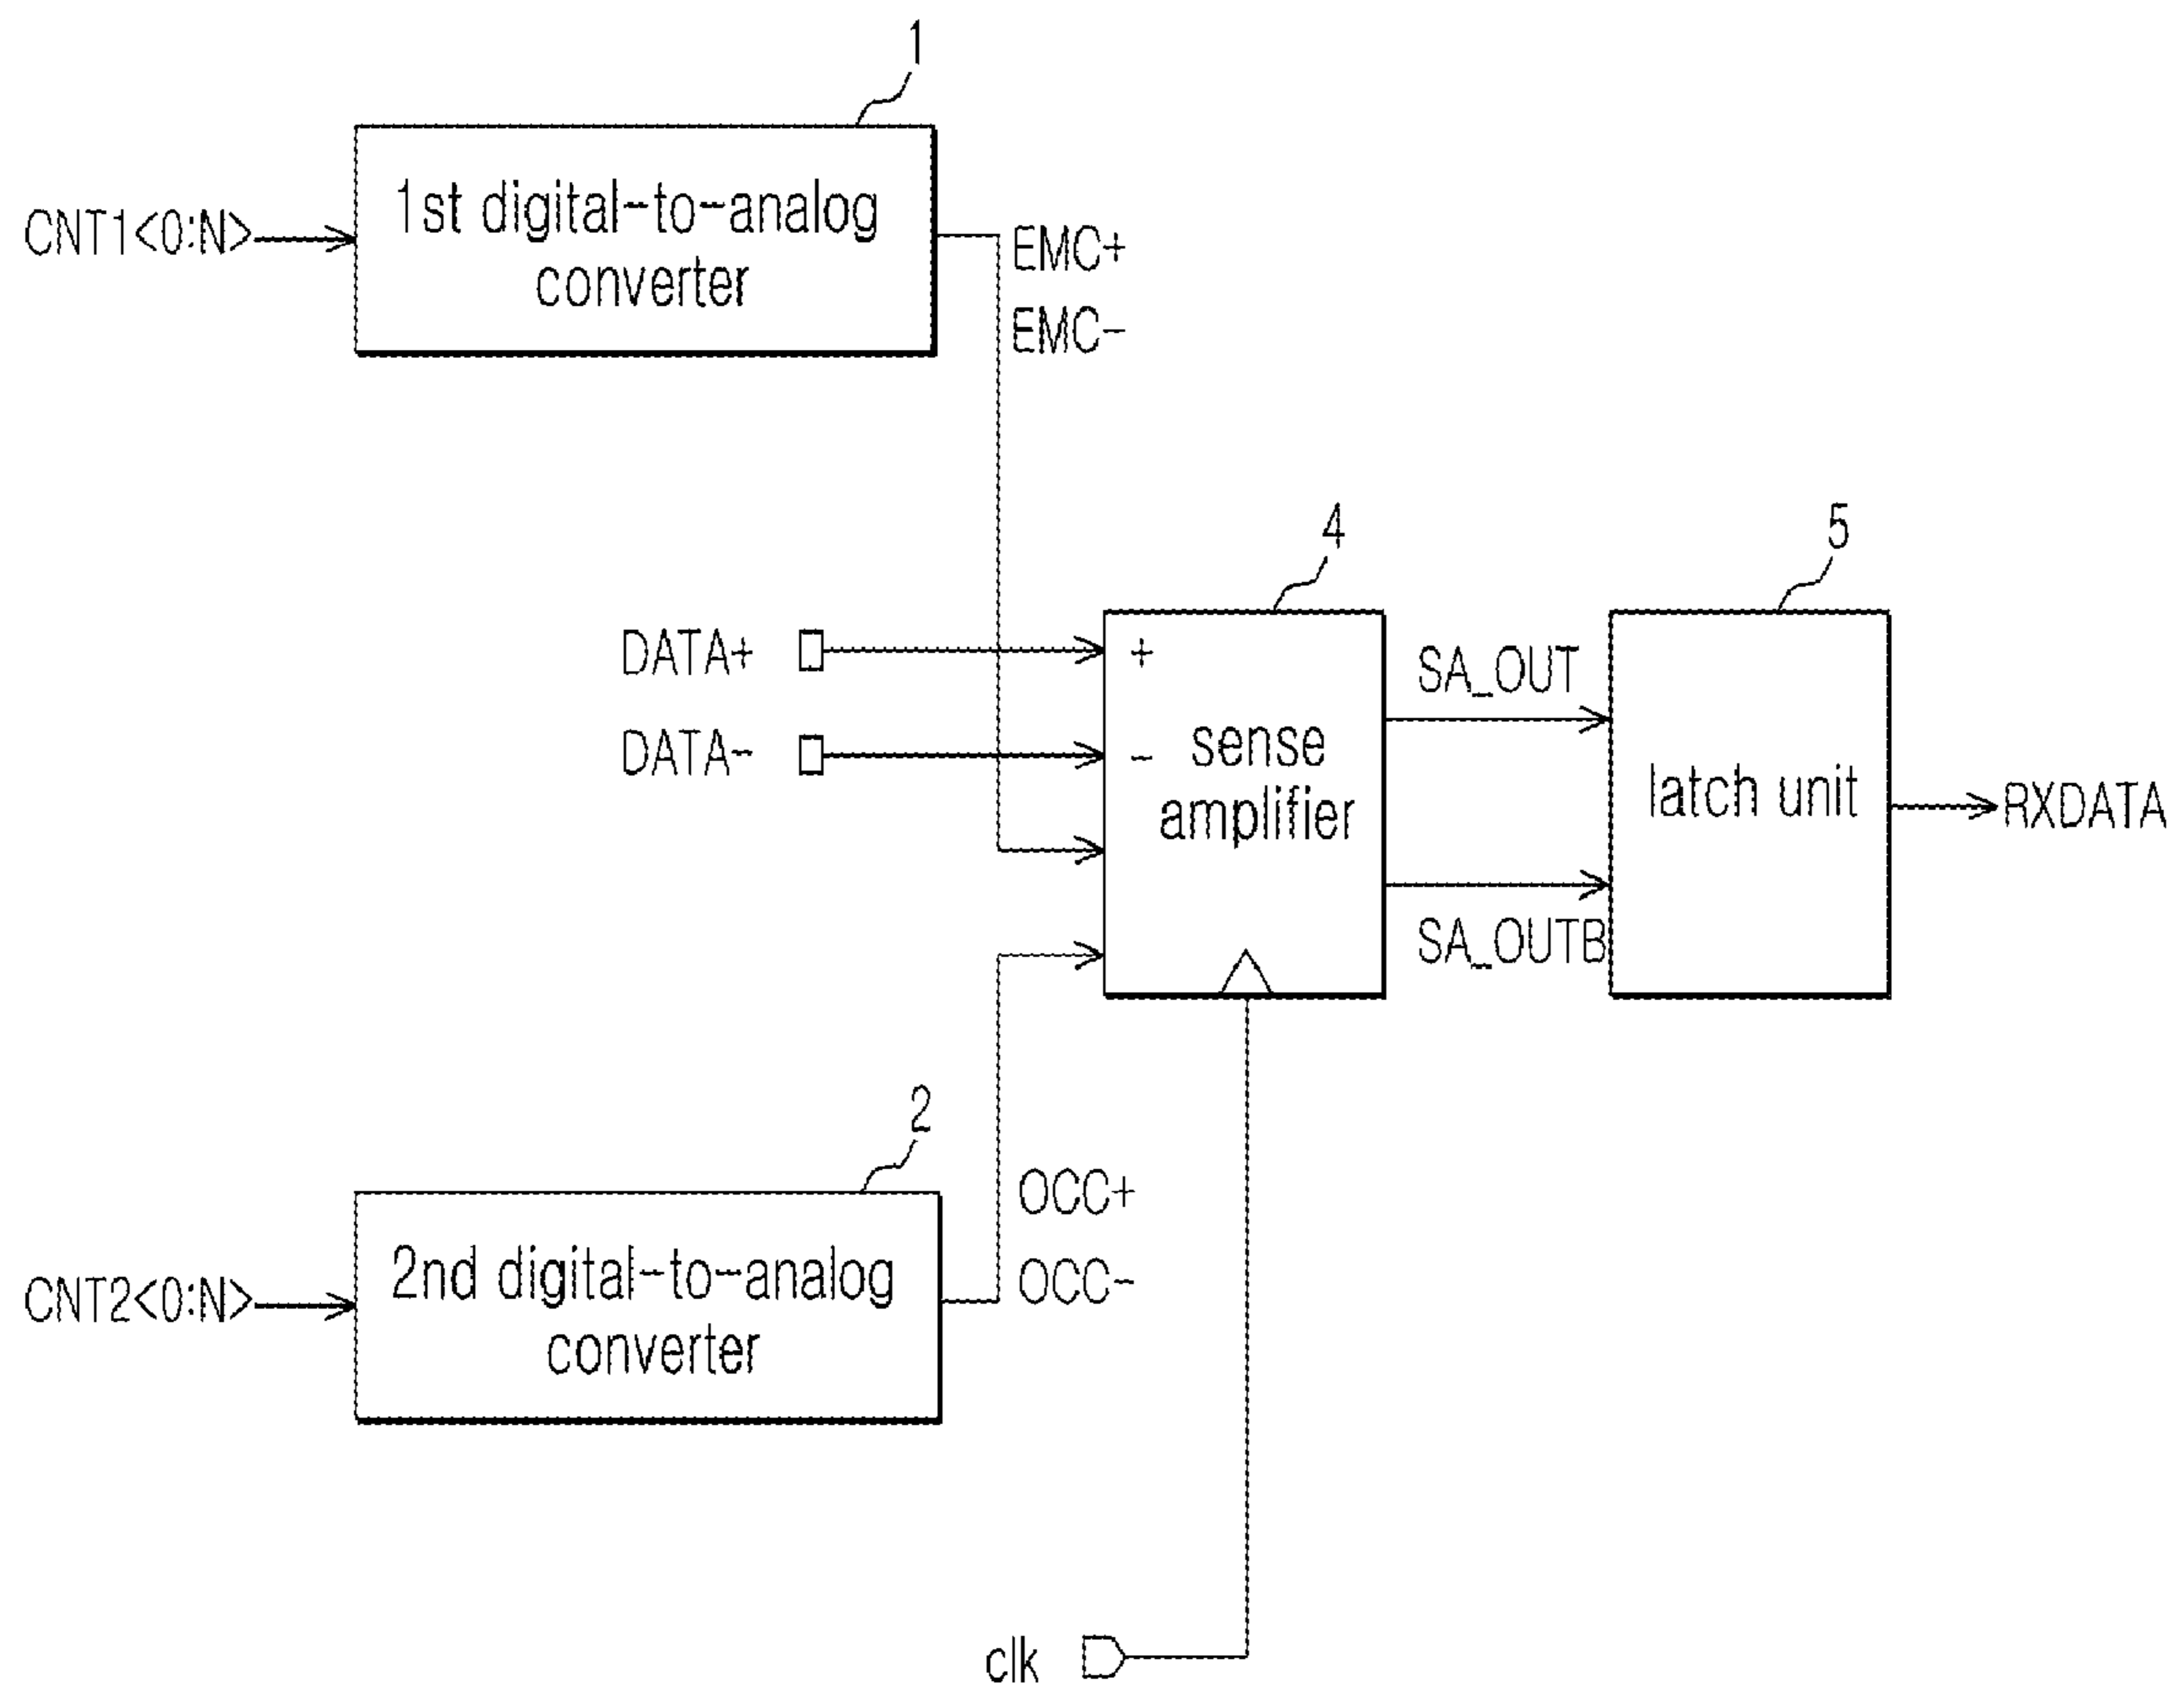 1
1st digital-to-analog
converter
CNT1<0:N>
EMC+
EMC-
4
5
DATA+
DATA-
+
-
sense
amplifier
SA_OUT
SA_OUTB
latch unit
RXDATA
2
2nd digital-to-analog
converter
CNT2<0:N>
OCC+
OCC-
clk